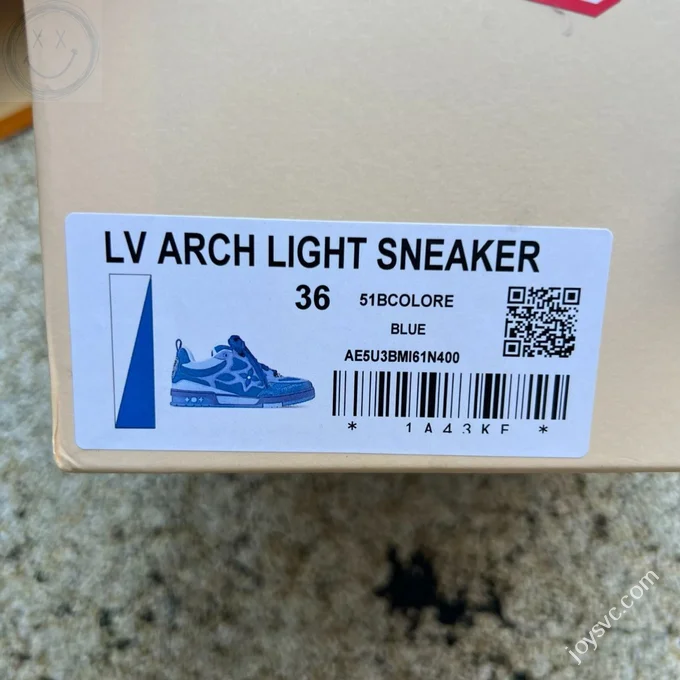 LV ARCH LIGHT SNEAKER
36 51BCOLORE
BLUE
AE5U3BMI61N400
* 1A43KF *
joysvc.com